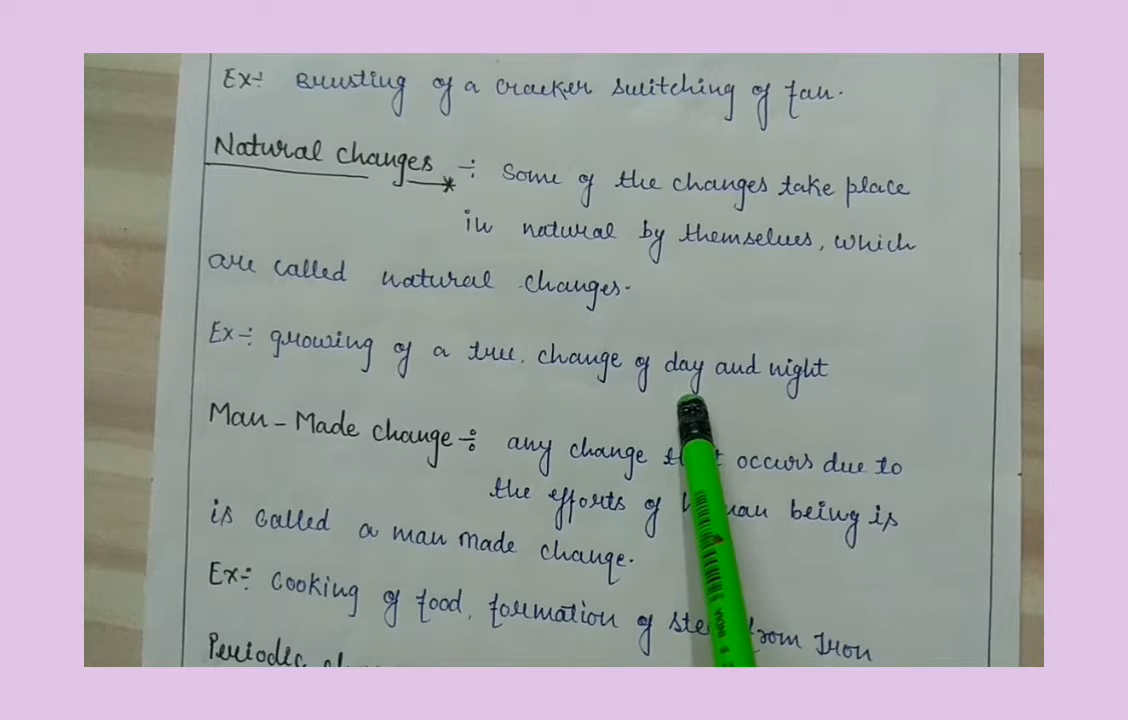 Ex÷ Bursting of a cracker switching of fan.
Natural changes ÷ Some of the changes take place
in natural by themselves, which
are called natural changes.
Ex÷ growing of a tree. change of day and night
Man-Made change ÷ any change occurs due to
the efforts of being is
is called a man made change.
Ex÷ Cooking of food, formation of from Iron
Periodic